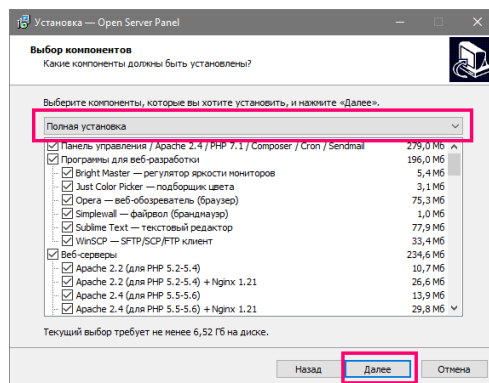 Установка — Open Server Panel
Выбор компонентов
Какие компоненты должны быть установлены?
Выберите компоненты, которые вы хотите установить, и нажмите «Далее».
Полная установка
Панель управления / Apache 2.4 / PHP 7.1 / Composer / Cron / Sendmail 279,0 Мб
Программы для веб-разработки 196,0 Мб
Bright Master — регулятор яркости мониторов 5,4 Мб
Just Color Picker — подборщик цвета 3,1 Мб
Opera — веб-обозреватель (браузер) 75,3 Мб
Simplewall — файрвол (брандмауэр) 1,0 Мб
Sublime Text — текстовый редактор 77,9 Мб
WinSCP — SFTP/SCP/FTP клиент 33,4 Мб
Веб-серверы 234,6 Мб
Apache 2.2 (для PHP 5.2-5.4) 10,7 Мб
Apache 2.2 (для PHP 5.2-5.4) + Nginx 1.21 26,6 Мб
Apache 2.4 (для PHP 5.5-5.6) 13,9 Мб
Apache 2.4 (для PHP 5.5-5.6) + Nginx 1.21 29,8 Мб
Текущий выбор требует не менее 6,52 Гб на диске.
Назад Далее Отмена